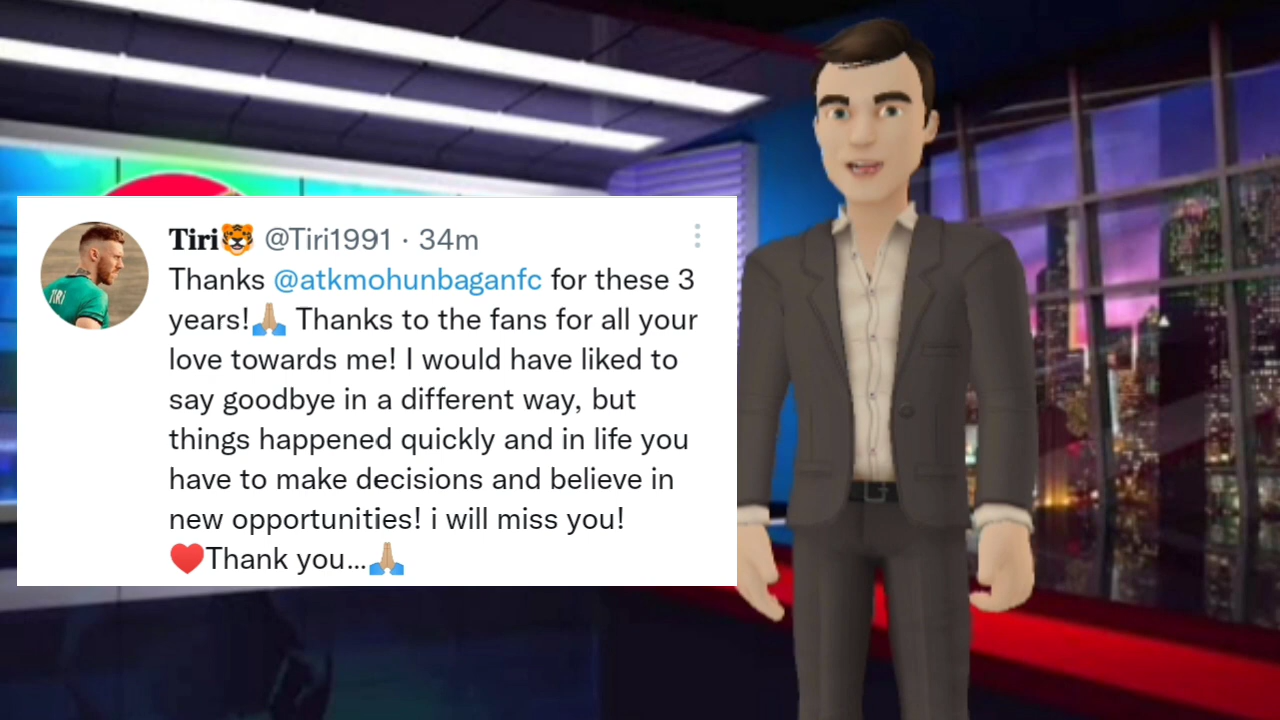 Tiri🐯 @Tiri1991 · 34m
Thanks @atkmohunbaganfc for these 3
years!🙏🏼 Thanks to the fans for all your
love towards me! I would have liked to
say goodbye in a different way, but
things happened quickly and in life you
have to make decisions and believe in
new opportunities! i will miss you!
♥️Thank you...🙏🏼
TIRI